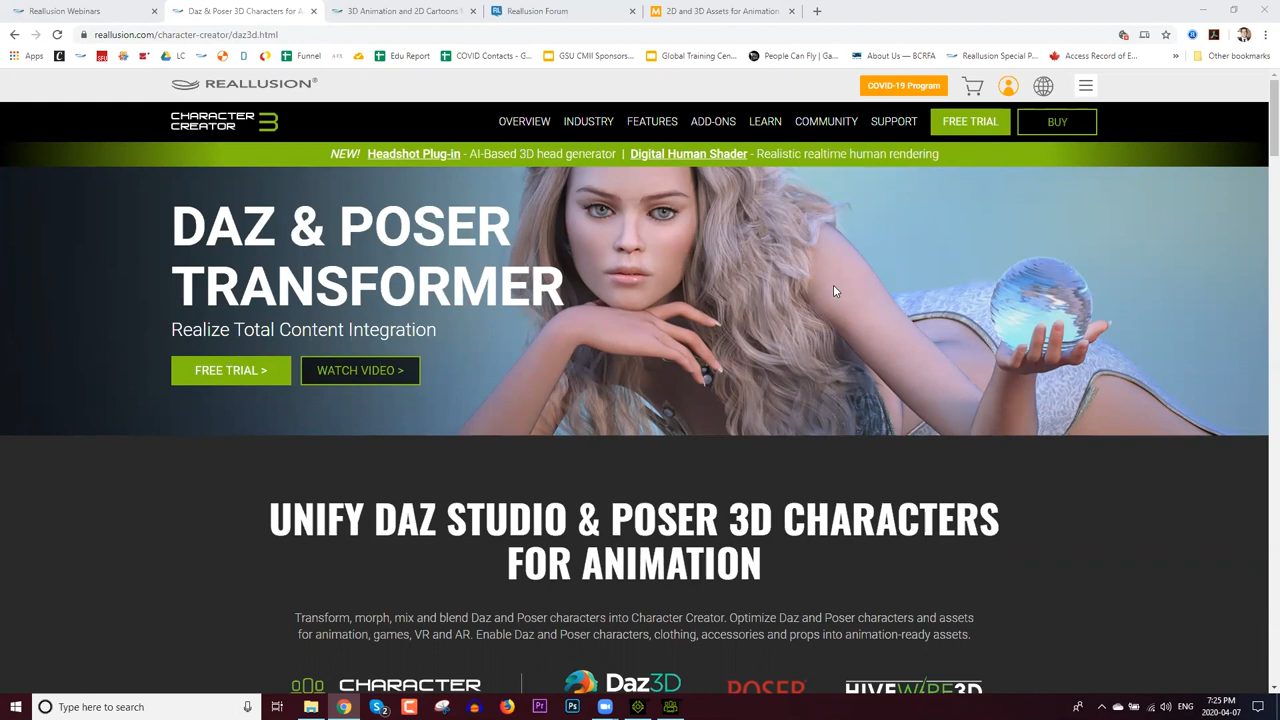 Reallusion Webinars
Daz & Poser 3D Characters for A
3D Animation and 2D Cartoons
Reallusion Forum
2D and 3D Assets for Animation
reallusion.com/character-creator/daz3d.html
Apps
LC
Funnel
Edu Report
COVID Contacts - G...
GSU CMII Sponsors...
Global Training Cen...
People Can Fly | Ga...
About Us — BCRFA
Reallusion Special P...
Access Record of E...
»
Other bookmarks
REALLUSION®
COVID-19 Program
CHARACTER CREATOR 3
OVERVIEW INDUSTRY FEATURES ADD-ONS LEARN COMMUNITY SUPPORT FREE TRIAL BUY
NEW! Headshot Plug-in - AI-Based 3D head generator | Digital Human Shader - Realistic realtime human rendering
DAZ & POSER
TRANSFORMER
Realize Total Content Integration
FREE TRIAL > WATCH VIDEO >
UNIFY DAZ STUDIO & POSER 3D CHARACTERS
FOR ANIMATION
Transform, morph, mix and blend Daz and Poser characters into Character Creator. Optimize Daz and Poser characters and assets
for animation, games, VR and AR. Enable Daz and Poser characters, clothing, accessories and props into animation-ready assets.
CHARACTER
Daz3D
POSER
HIVEWIRE3D
Type here to search
ENG
7:25 PM
2020-04-07